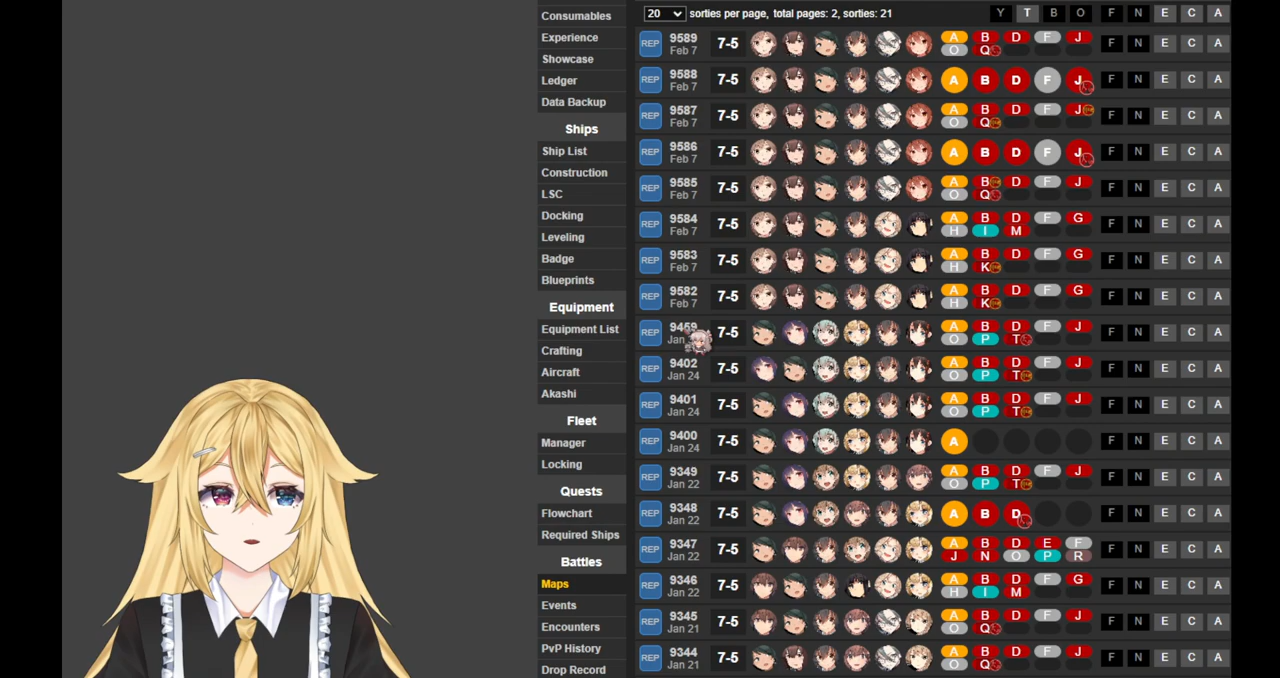 Consumables
Experience
Showcase
Ledger
Data Backup
Ships
Ship List
Construction
LSC
Docking
Leveling
Badge
Blueprints
Equipment
Equipment List
Crafting
Aircraft
Akashi
Fleet
Manager
Locking
Quests
Flowchart
Required Ships
Battles
Maps
Events
Encounters
PvP History
Drop Record
20 sorties per page, total pages: 2, sorties: 21 Y T B O F N E C A
REP 9589 7-5 A B D F J F N E C A
Feb 7 O Q
REP 9588 7-5 A B D F J F N E C A
Feb 7
REP 9587 7-5 A B D F J F N E C A
Feb 7 O Q
REP 9586 7-5 A B D F J F N E C A
Feb 7
REP 9585 7-5 A B D F J F N E C A
Feb 7 O Q
REP 9584 7-5 A B D F G F N E C A
Feb 7 H I M
REP 9583 7-5 A B D F G F N E C A
Feb 7 H K
REP 9582 7-5 A B D F G F N E C A
Feb 7 H K
REP 7-5 A B D F J F N E C A
Jan O P T
REP 9402 7-5 A B D F J F N E C A
Jan 24 O P T
REP 9401 7-5 A B D F J F N E C A
Jan 24 O P T
REP 9400 7-5 A F N E C A
Jan 24
REP 9349 7-5 A B D F J F N E C A
Jan 22 O P T
REP 9348 7-5 A B D F N E C A
Jan 22
REP 9347 7-5 A B D E F F N E C A
Jan 22 J N O P R
REP 9346 7-5 A B D F G F N E C A
Jan 22 H I M
REP 9345 7-5 A B D F J F N E C A
Jan 21 O Q
REP 9344 7-5 A B D F J F N E C A
Jan 21 O Q